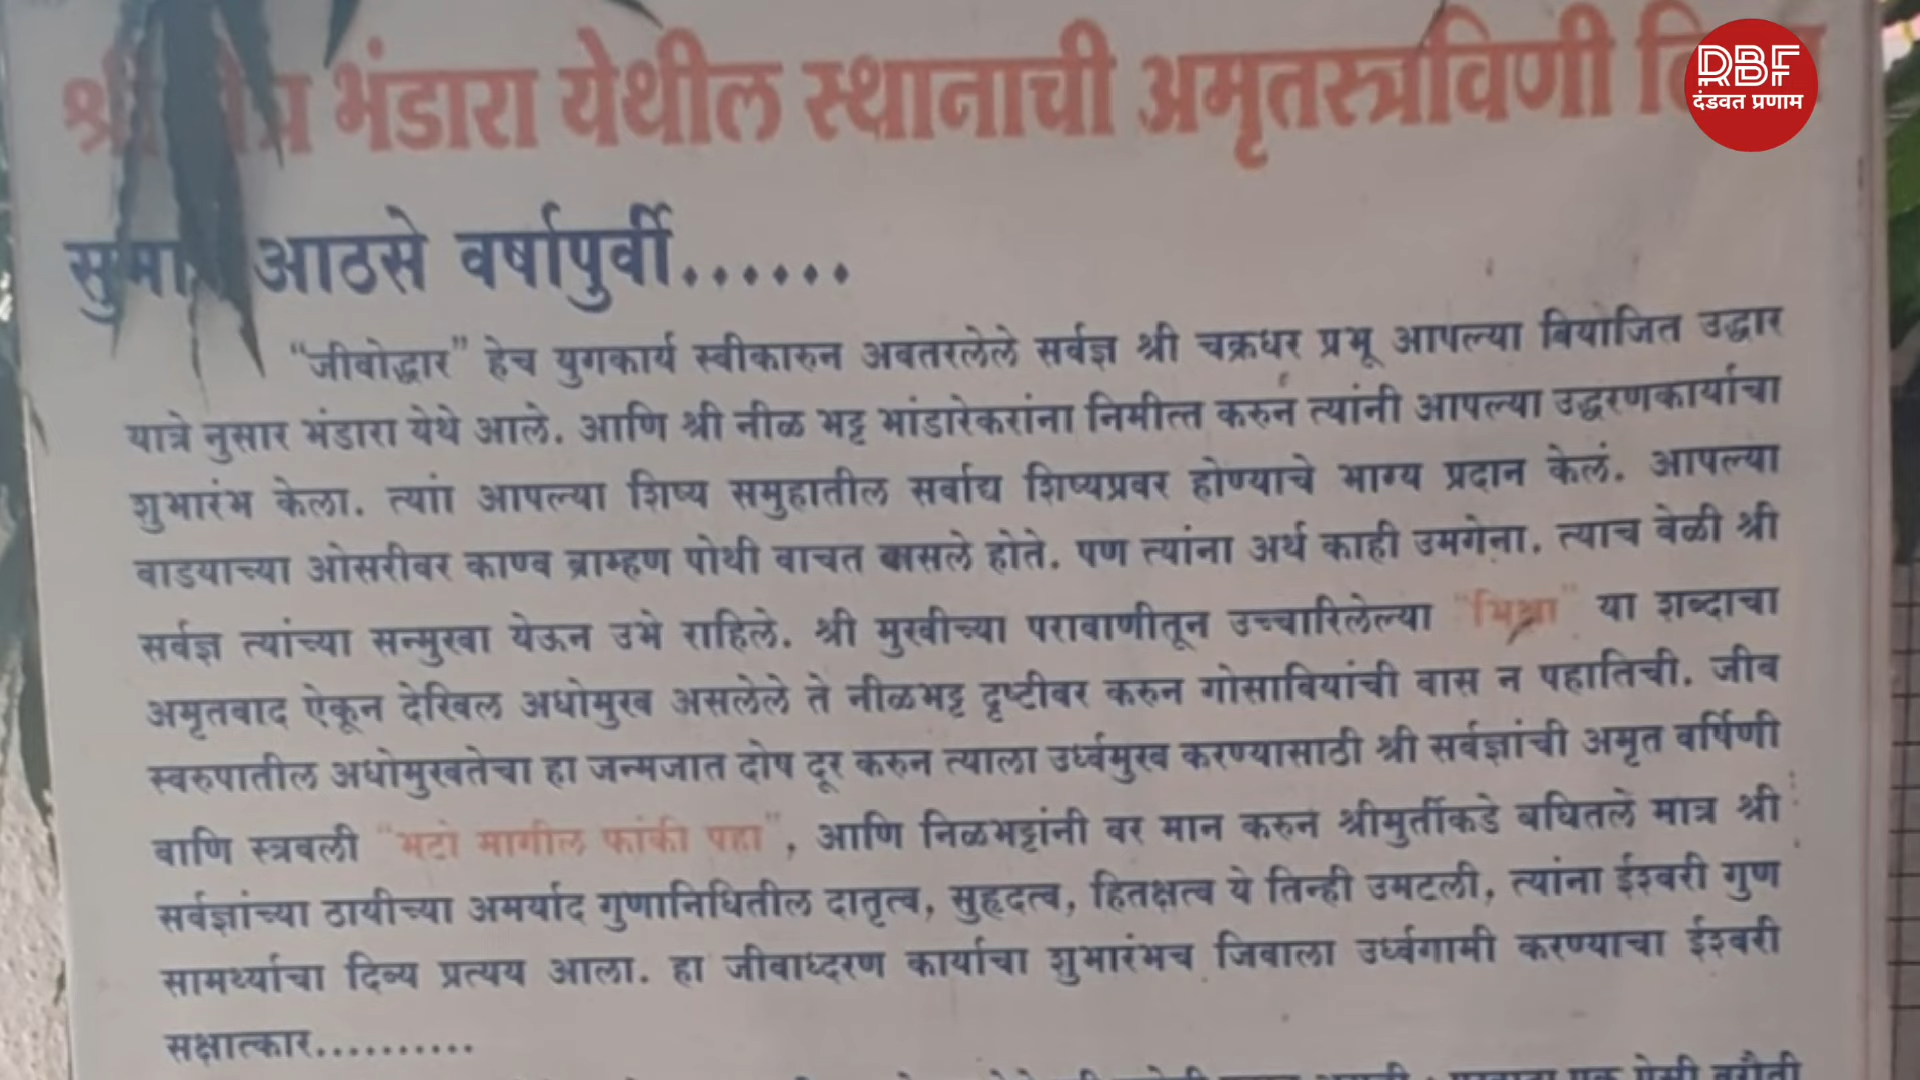 श्री भंडारा येथील स्थानाची अमृतस्त्रविणी
RBF
दंडवत प्रणाम
आठसे वर्षापुर्वी......
"जीवोद्धार" हेच युगकार्य स्वीकारुन अवतरलेले सर्वज्ञ श्री चक्रधर प्रभू आपल्या नियोजित उद्धार
यात्रे नुसार भंडारा येथे आले. आणि श्री नीळ भट्ट भांडारेकरांना निमीत्त करुन त्यांनी आपल्या उद्धरणकार्याचा
शुभारंभ केला. त्यां आपल्या शिष्य समुहातील सर्वाद्य शिष्यप्रवर होण्याचे भाग्य प्रदान केलं. आपल्या
वाडयाच्या ओसरीवर काण्व ब्राम्हण पोथी वाचत बासले होते. पण त्यांना अर्थ काही उमगेना. त्याच वेळी श्री
सर्वज्ञ त्यांच्या सन्मुखा येऊन उभे राहिले. श्री मुखीच्या परावाणीतून उच्चारिलेल्या "भिक्षा" या शब्दाचा
अमृतवाद ऐकून देखिल अधोमुख असलेले ते नीळभट्ट दृष्टीवर करुन गोसावियांची वास न पहातिची. जीव
स्वरुपातील अधोमुखतेचा हा जन्मजात दोष दूर करुन त्याला उर्ध्वमुख करण्यासाठी श्री सर्वज्ञांची अमृत वर्षिणी
वाणि स्त्रवली "भटो मागील फांकी पहा", आणि निळभट्टांनी वर मान करुन श्रीमुर्तीकडे बघितले मात्र श्री
सर्वज्ञांच्या ठायीच्या अमर्याद गुणानिधितील दातृत्व, सुहृदत्व, हितक्षत्व ये तिन्ही उमटली, त्यांना ईश्वरी गुण
सामर्थ्याचा दिव्य प्रत्यय आला. हा जीवाध्दरण कार्याचा शुभारंभच जिवाला उर्ध्वगामी करण्याचा ईश्वरी
सक्षात्कार..........